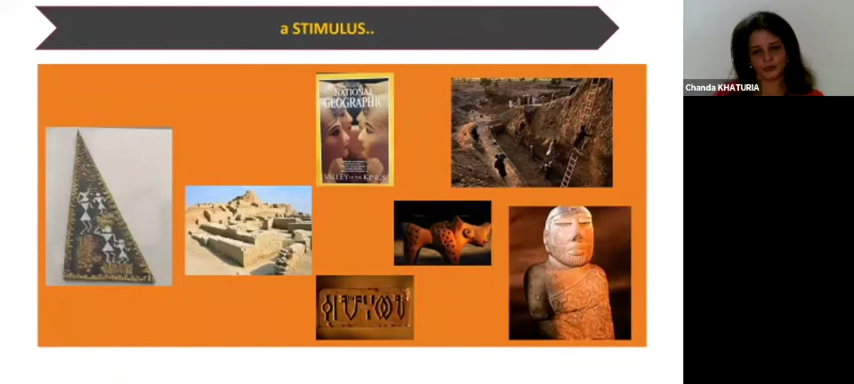 a STIMULUS..
Chanda KHATURIA
NATIONAL
GEOGRAPHIC
VALLEY OF THE KINGS